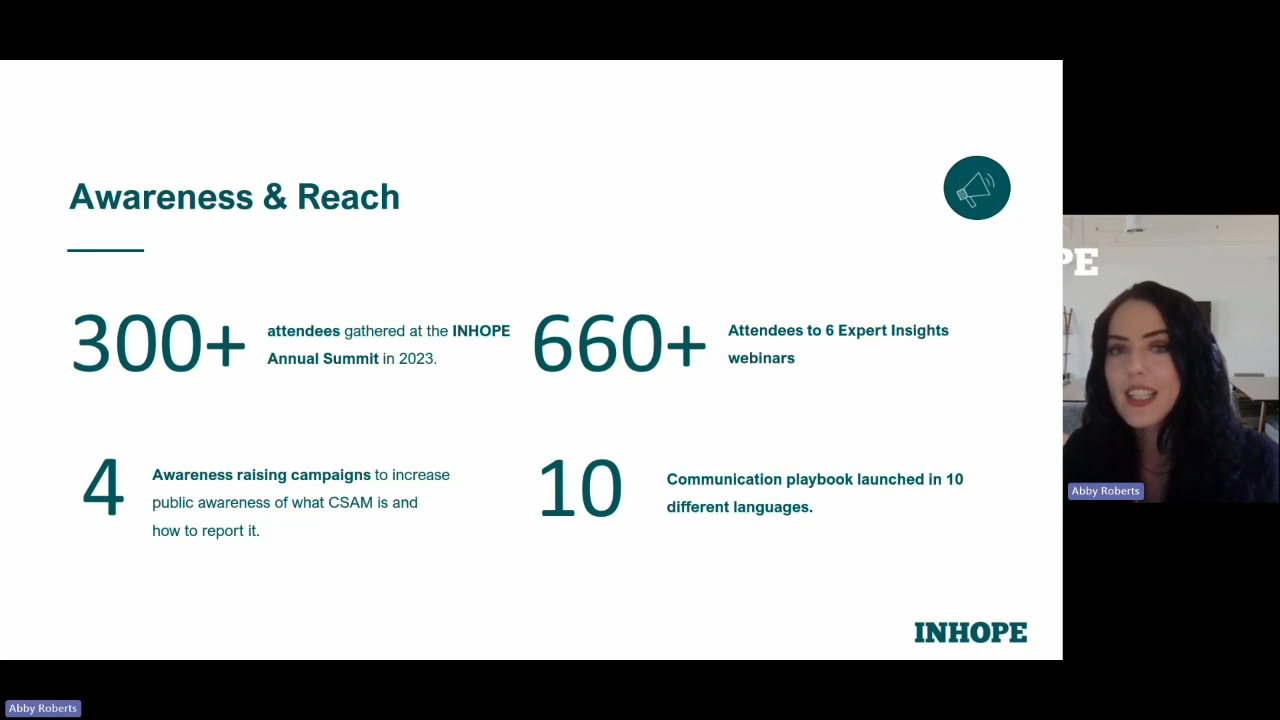 Awareness & Reach
300+
attendees gathered at the INHOPE
Annual Summit in 2023.
660+
Attendees to 6 Expert Insights
webinars
4
Awareness raising campaigns to increase
public awareness of what CSAM is and
how to report it.
10
Communication playbook launched in 10
different languages.
INHOPE
PE
Abby Roberts
Abby Roberts